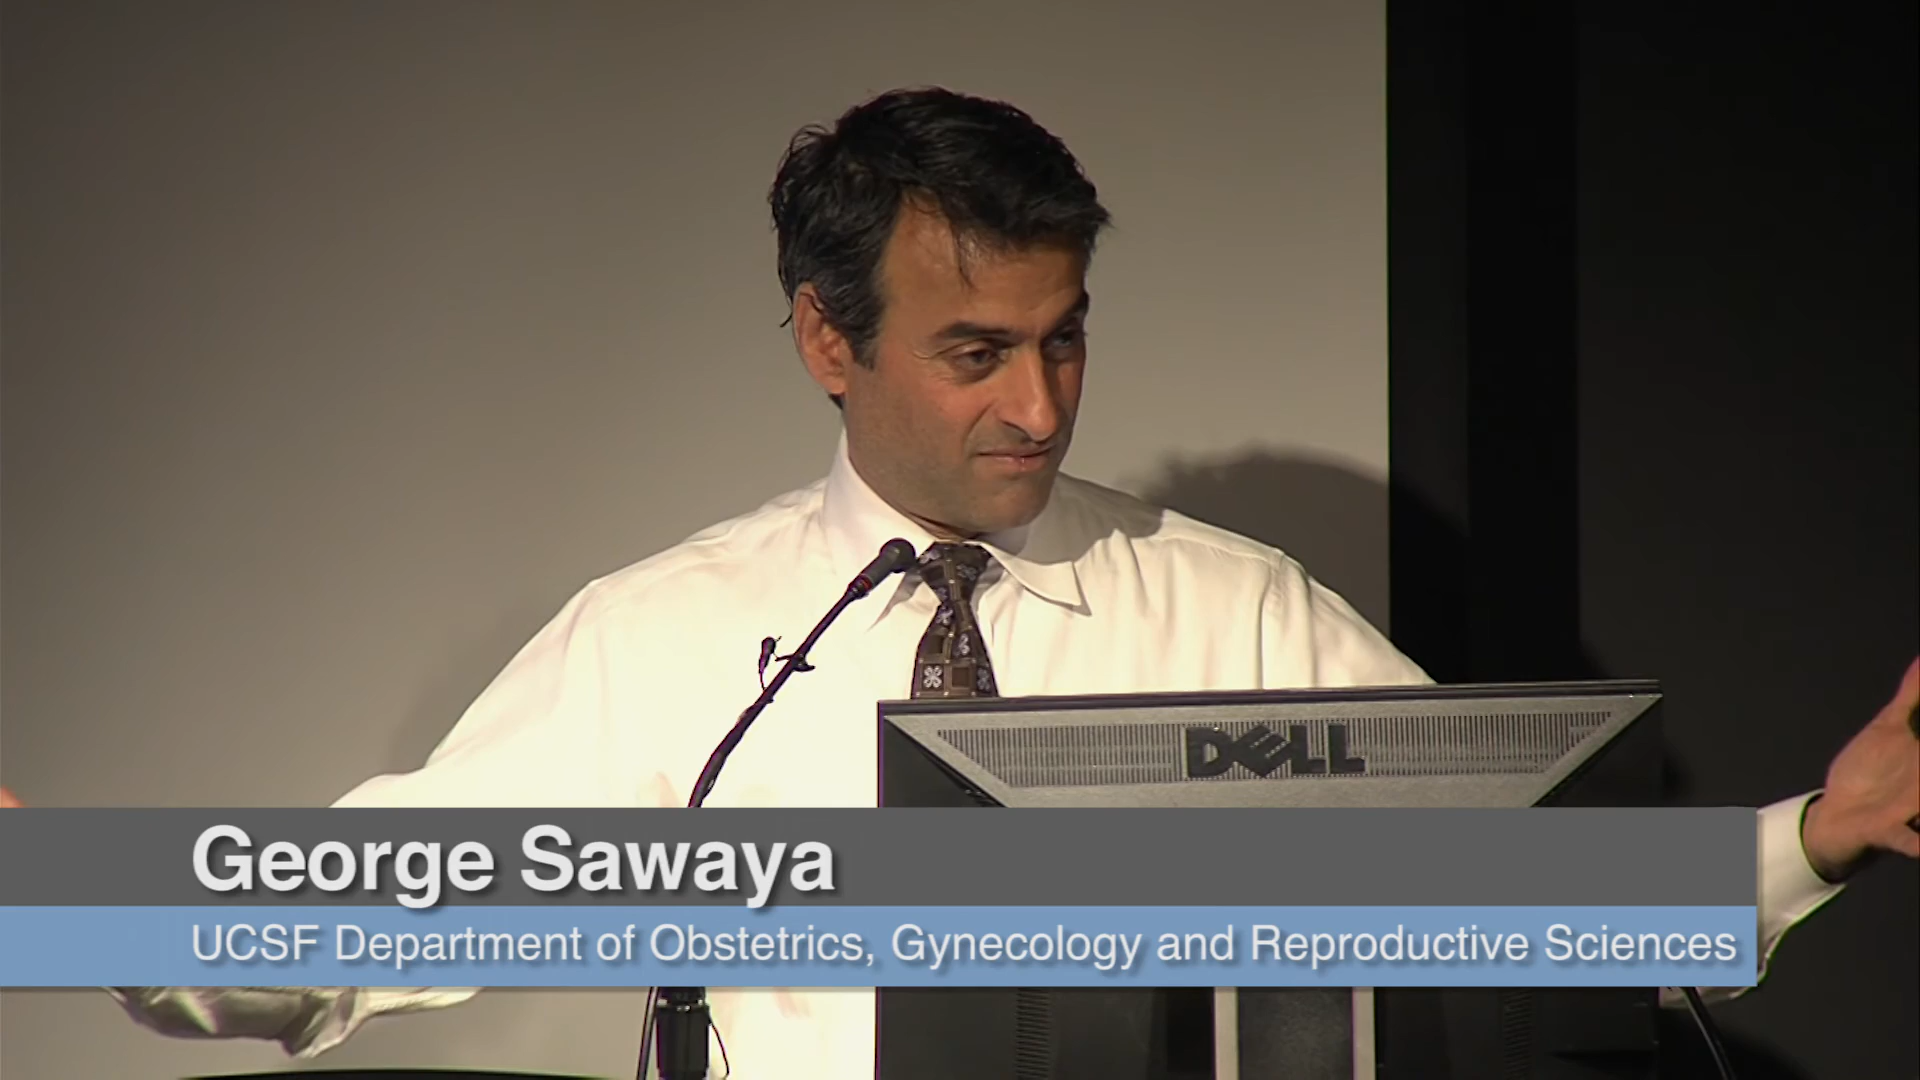 DELL
George Sawaya
UCSF Department of Obstetrics, Gynecology and Reproductive Sciences